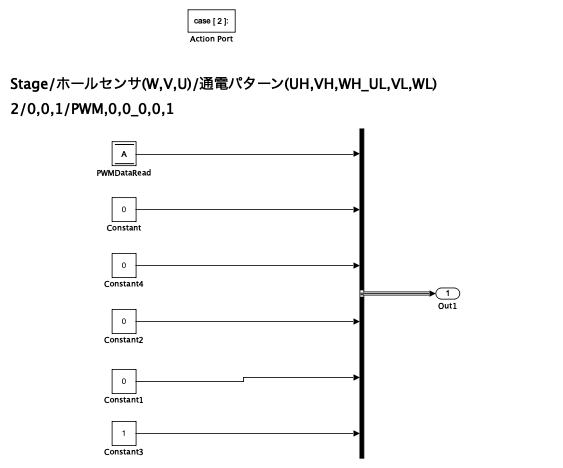 case [ 2 ]:
Action Port
Stage/ホールセンサ(W,V,U)/通電パターン(UH,VH,WH_UL,VL,WL)
2/0,0,1/PWM,0,0_0,0,1
A
PWMDataRead
0
Constant
0
Constant4
1
Out1
0
Constant2
0
Constant1
1
Constant3